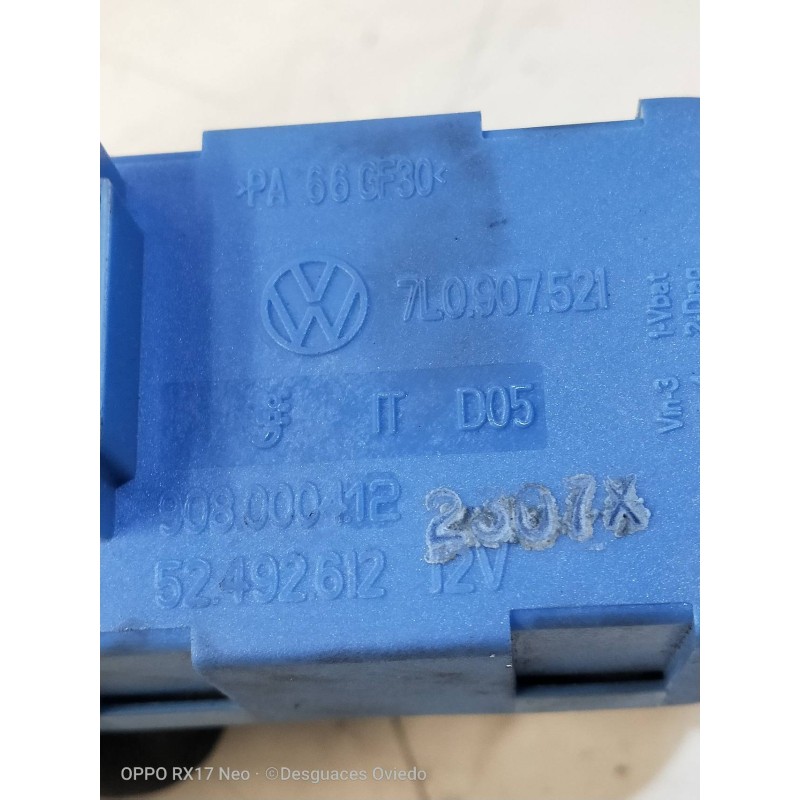 >PA 66 GF30<
VW 7L0.907.521
IT D05
908.000
52.492.612 12V
2007X
1-Vbat
Vin-3
OPPO RX17 Neo · ©Desguaces Oviedo